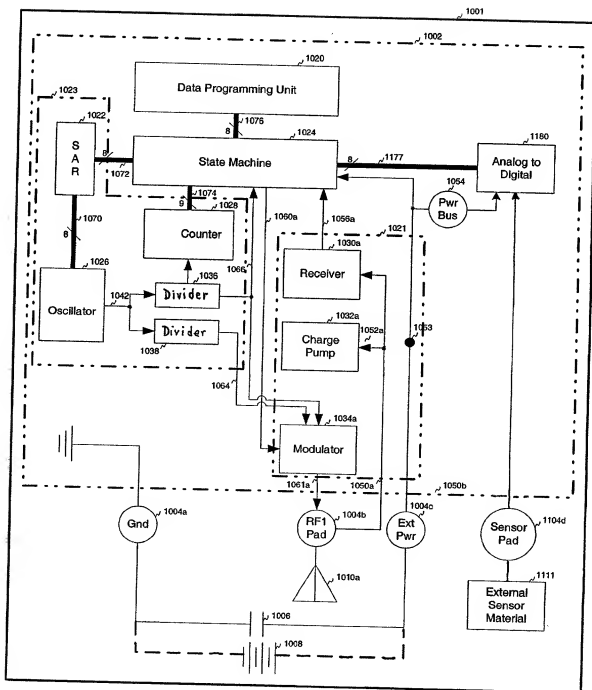 1001
1002
1020
Data Programming Unit
1023
1022
SAR
8
1076
1024
State Machine
8
1072
8
1177
1180
Analog to Digital
1074
9
1028
Counter
1060a
1056a
1054
Pwr Bus
1021
1070
8
1066
1030a
Receiver
1026
Oscillator
1042
1036
Divider
1032a
1052a
Charge Pump
1053
Divider
1038
1064
1034a
Modulator
1061a
1050a
1050b
Gnd
1004a
RF1 Pad
1004b
Ext Pwr
1004c
Sensor Pad
1104d
1010a
1111
External Sensor Material
1006
1008